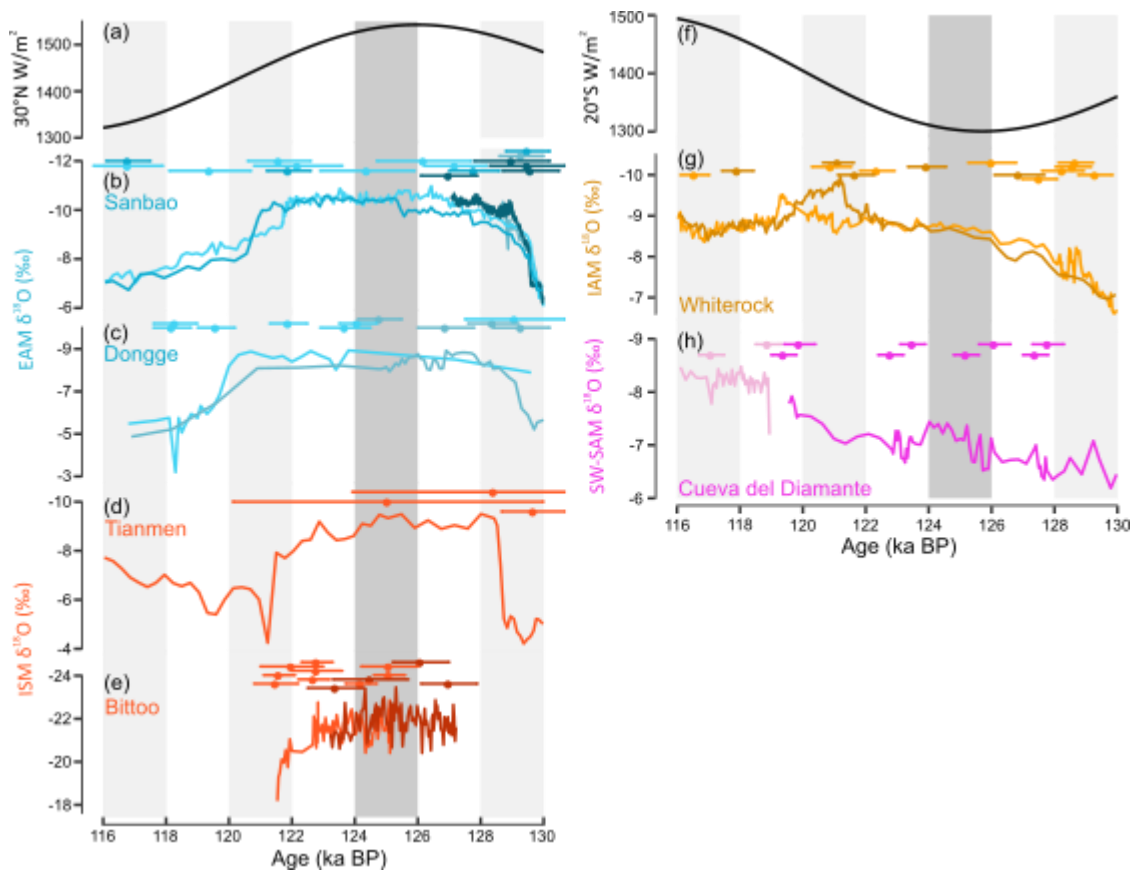 (a)
30°N W/m²
1500
1400
1300
(b)
Sanbao
-12
-10
-8
-6
EAM δ¹⁸O (‰)
(c)
Dongge
-9
-7
-5
-3
(d)
Tianmen
-10
-8
-6
-4
ISM δ¹⁸O (‰)
(e)
Bittoo
-24
-22
-20
-18
116 118 120 122 124 126 128 130
Age (ka BP)
(f)
20°S W/m²
1500
1400
1300
(g)
-10
-9
-8
-7
IAM δ¹⁸O (‰)
Whiterock
(h)
-9
-8
-7
-6
SW-SAM δ¹⁸O (‰)
Cueva del Diamante
116 118 120 122 124 126 128 130
Age (ka BP)